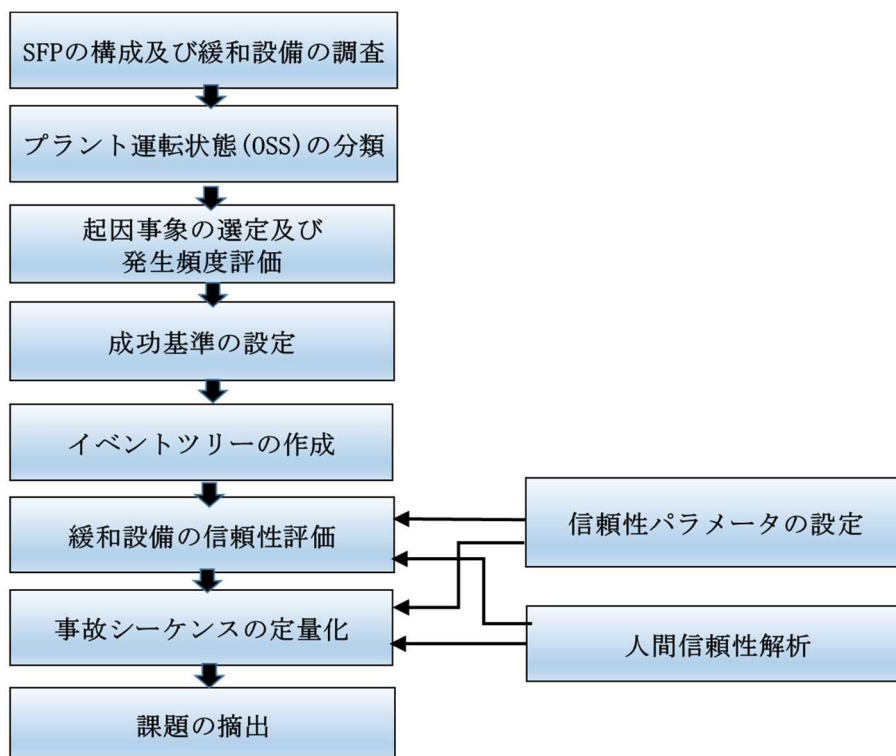 SFPの構成及び緩和設備の調査
プラント運転状態(OSS)の分類
起因事象の選定及び
発生頻度評価
成功基準の設定
イベントツリーの作成
緩和設備の信頼性評価
信頼性パラメータの設定
事故シーケンスの定量化
人間信頼性解析
課題の摘出